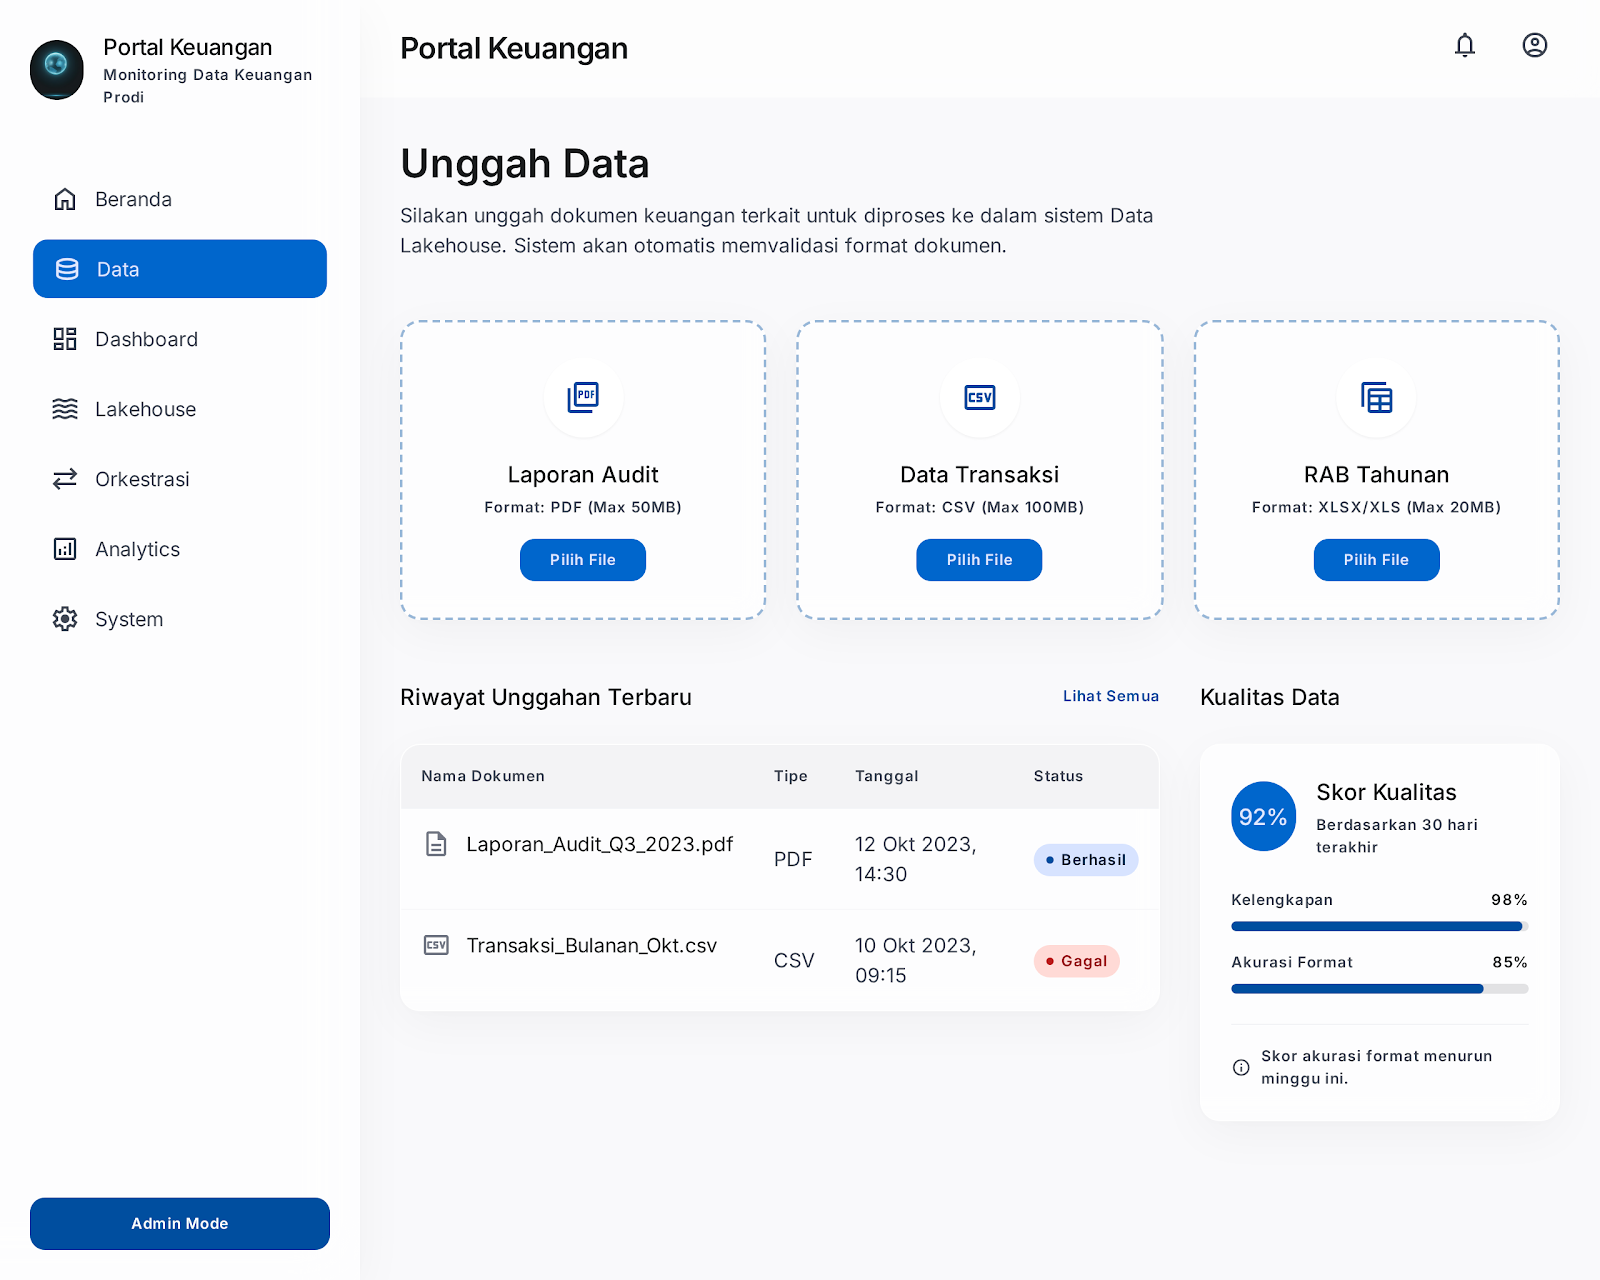 Portal Keuangan
Monitoring Data Keuangan
Prodi
Beranda
Data
Dashboard
Lakehouse
Orkestrasi
Analytics
System
Admin Mode
Portal Keuangan
Unggah Data
Silakan unggah dokumen keuangan terkait untuk diproses ke dalam sistem Data
Lakehouse. Sistem akan otomatis memvalidasi format dokumen.
PDF
Laporan Audit
Format: PDF (Max 50MB)
Pilih File
CSV
Data Transaksi
Format: CSV (Max 100MB)
Pilih File
RAB Tahunan
Format: XLSX/XLS (Max 20MB)
Pilih File
Riwayat Unggahan Terbaru
Lihat Semua
Nama Dokumen Tipe Tanggal Status
Laporan_Audit_Q3_2023.pdf PDF 12 Okt 2023,
14:30
Berhasil
CSV Transaksi_Bulanan_Okt.csv CSV 10 Okt 2023,
09:15
Gagal
Kualitas Data
92%
Skor Kualitas
Berdasarkan 30 hari
terakhir
Kelengkapan 98%
Akurasi Format 85%
Skor akurasi format menurun
minggu ini.